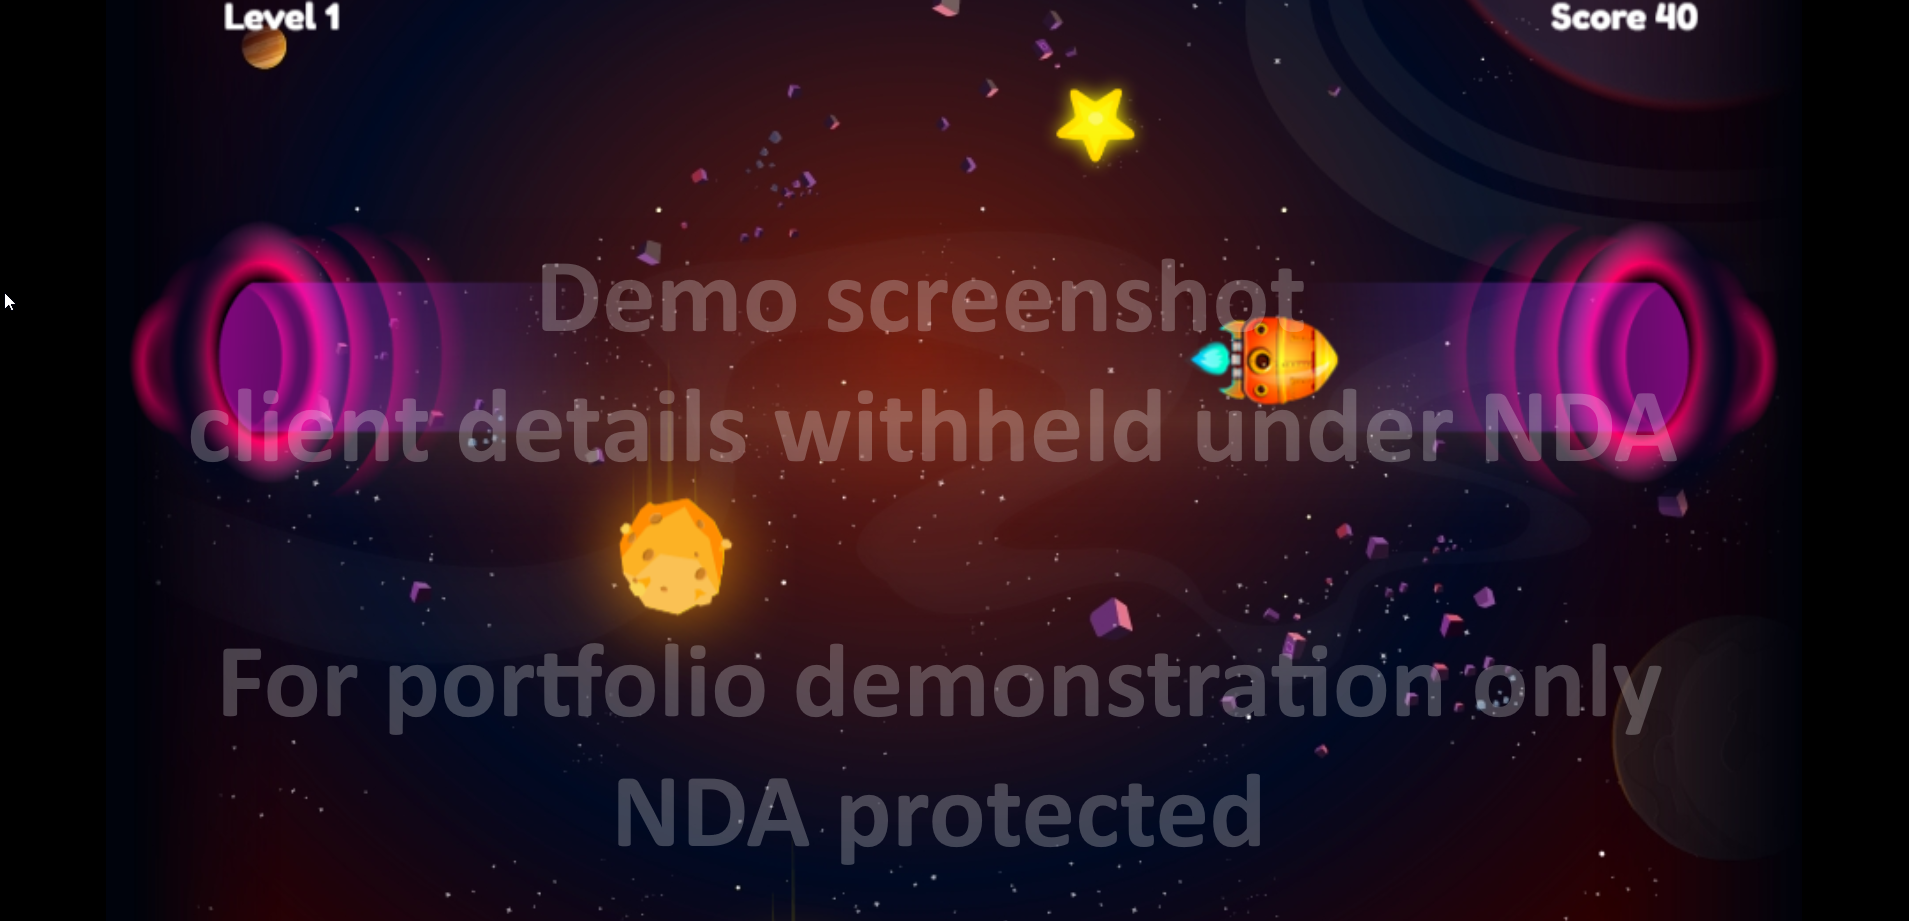 Level 1
Score 40
Demo screenshot
client details withheld under NDA
For portfolio demonstration only
NDA protected